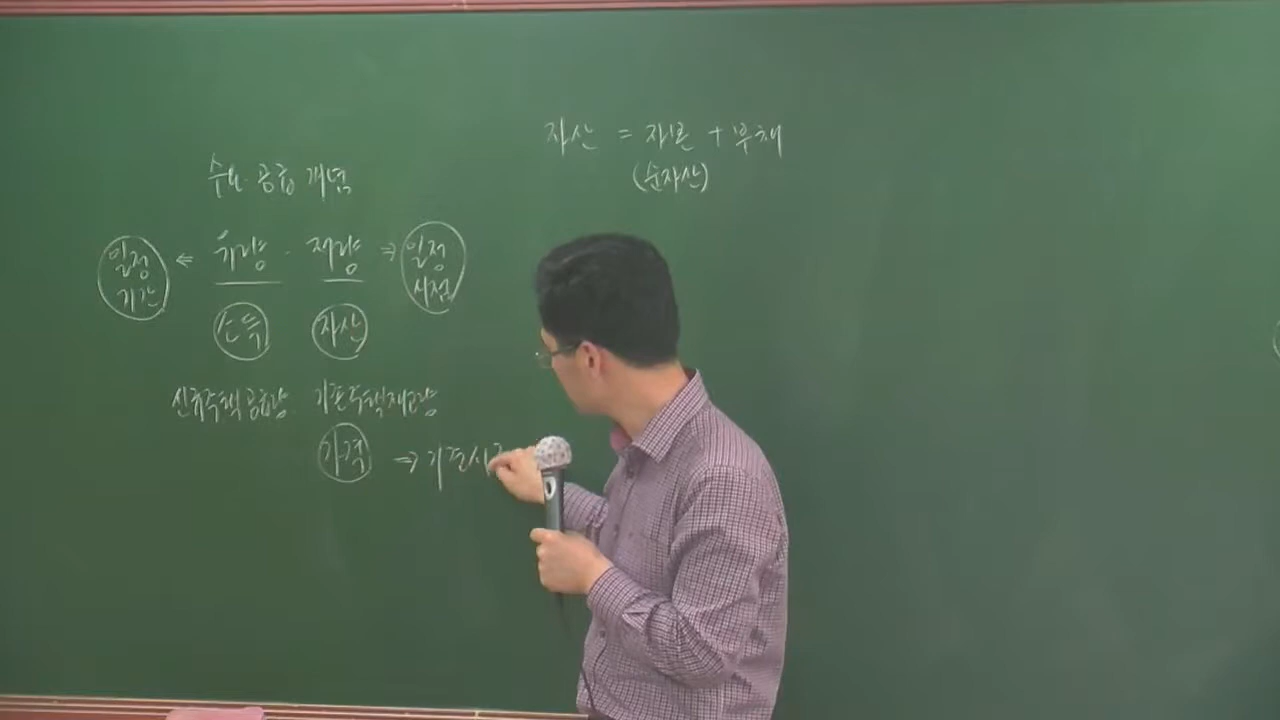 자산 = 자본 + 부채
(순자산)
수요·공급 개념
일정 기간 ⇐ 유량 · 저량 ⇒ 일정 시점
소득 자산
신규주택공급량 기존주택재고량
가격 ⇒ 기준시